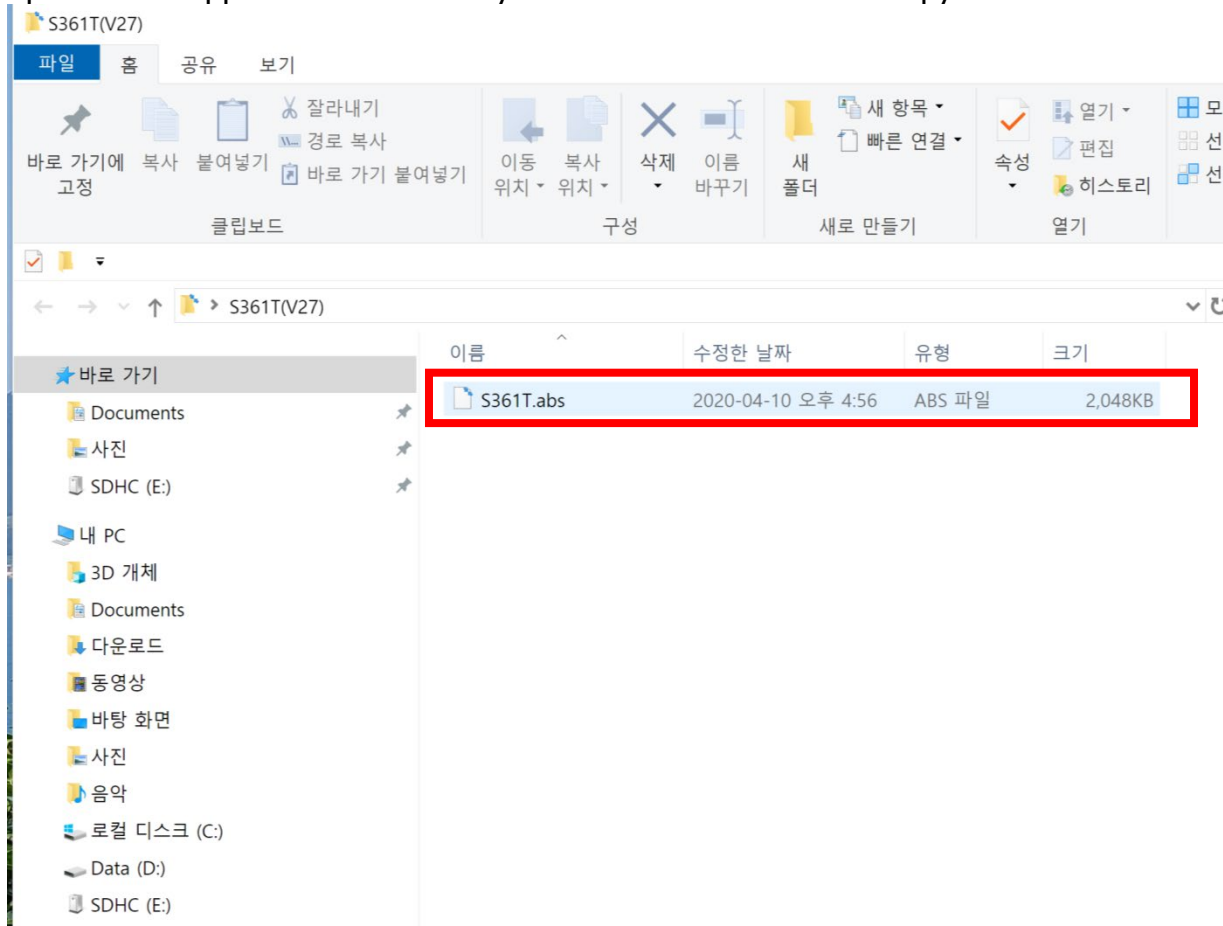 S361T(V27)
파일 홈 공유 보기
바로 가기에 고정
복사
붙여넣기
잘라내기
경로 복사
바로 가기 붙여넣기
이동 위치
복사 위치
삭제
이름 바꾸기
새 폴더
새 항목
빠른 연결
속성
열기
편집
히스토리
모
선
선
클립보드 구성 새로 만들기 열기
S361T(V27)
이름 수정한 날짜 유형 크기
S361T.abs 2020-04-10 오후 4:56 ABS 파일 2,048KB
바로 가기
Documents
사진
SDHC (E:)
내 PC
3D 개체
Documents
다운로드
동영상
바탕 화면
사진
음악
로컬 디스크 (C:)
Data (D:)
SDHC (E:)